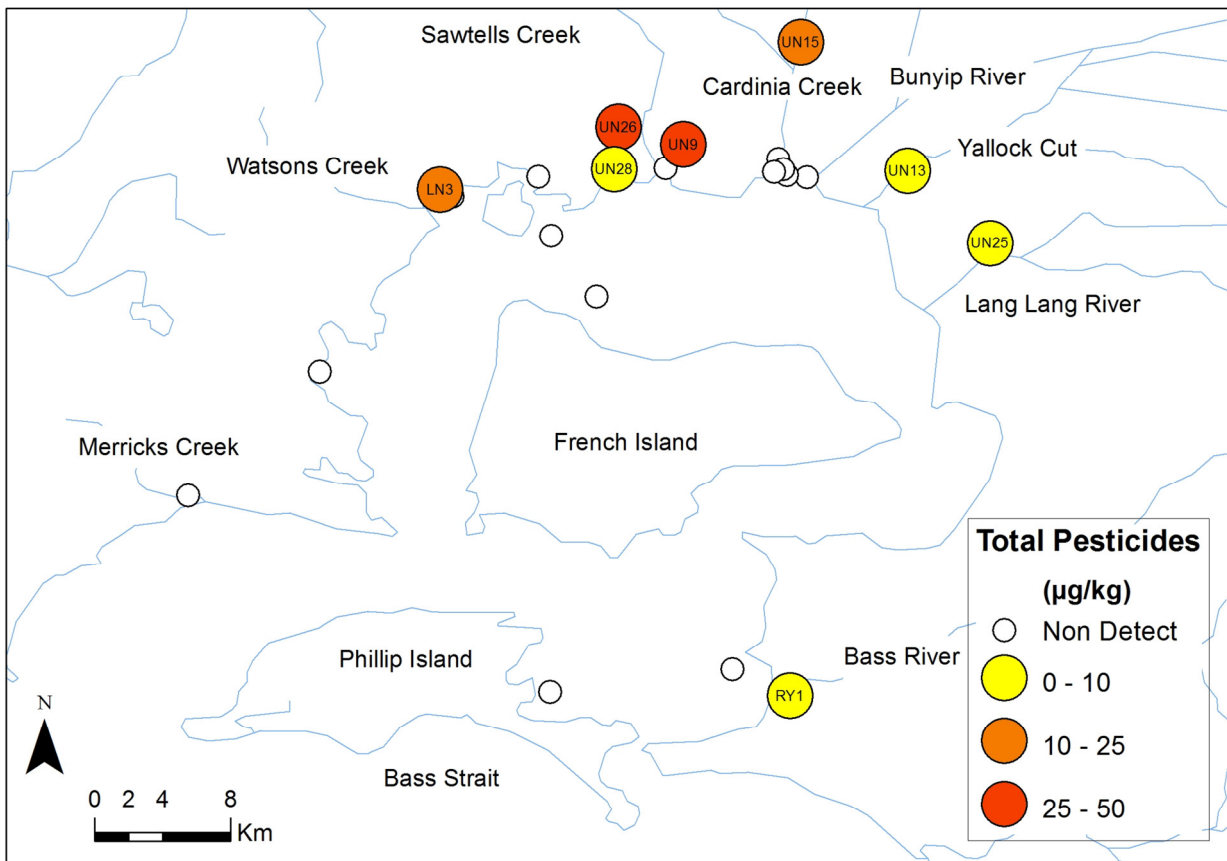 Sawtells Creek
UN15
Cardinia Creek
Bunyip River
UN26
UN9
Yallock Cut
Watsons Creek
UN28
UN13
LN3
UN25
Lang Lang River
French Island
Merricks Creek
Total Pesticides
(µg/kg)
Non Detect
0 - 10
10 - 25
25 - 50
Phillip Island
Bass River
RY1
N
Bass Strait
0 2 4 8
Km